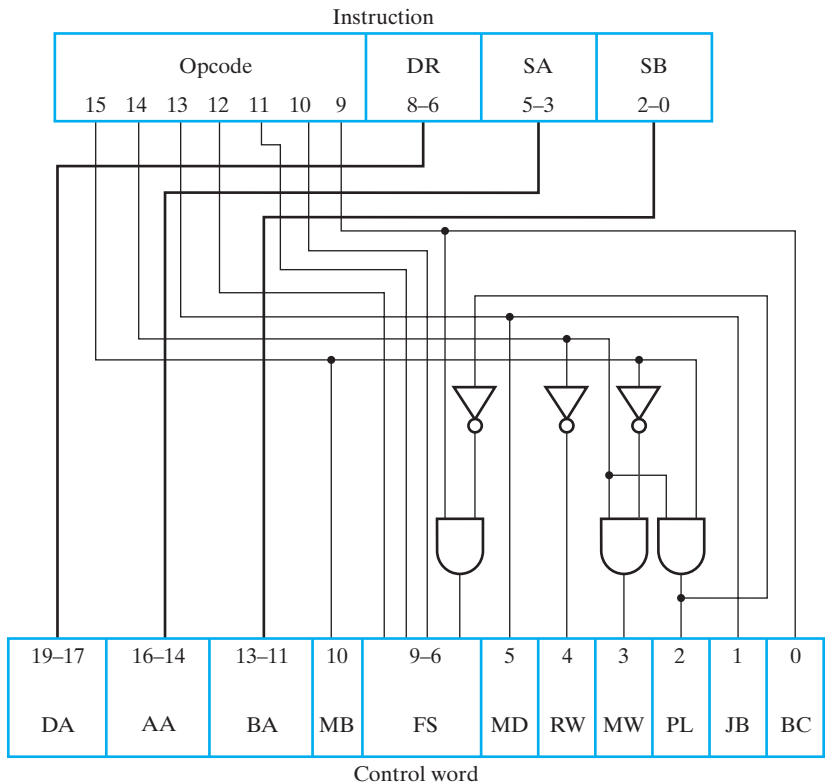 Instruction
Opcode DR SA SB
15 14 13 12 11 10 9 8–6 5–3 2–0
19–17 16–14 13–11 10 9–6 5 4 3 2 1 0
DA AA BA MB FS MD RW MW PL JB BC
Control word